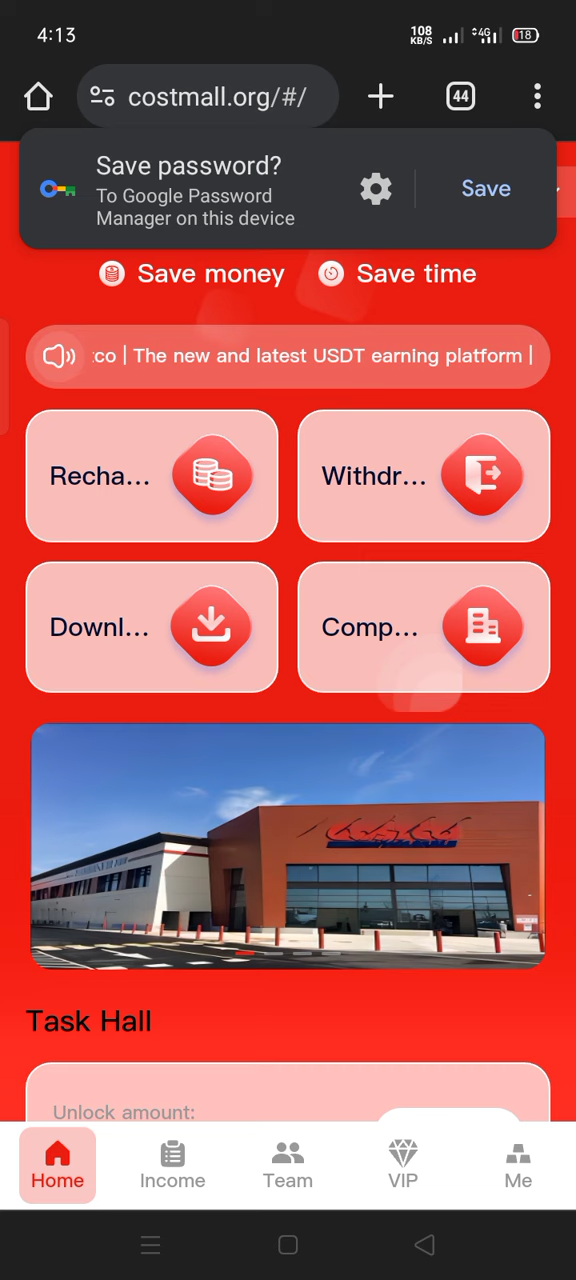 4:13
108
KB/S
4G
18
costmall.org/#/
44
Save password?
To Google Password
Manager on this device
Save
Save money
Save time
co | The new and latest USDT earning platform |
Recha...
Withdr...
Downl...
Comp...
COSTCO
Task Hall
Unlock amount:
Home
Income
Team
VIP
Me